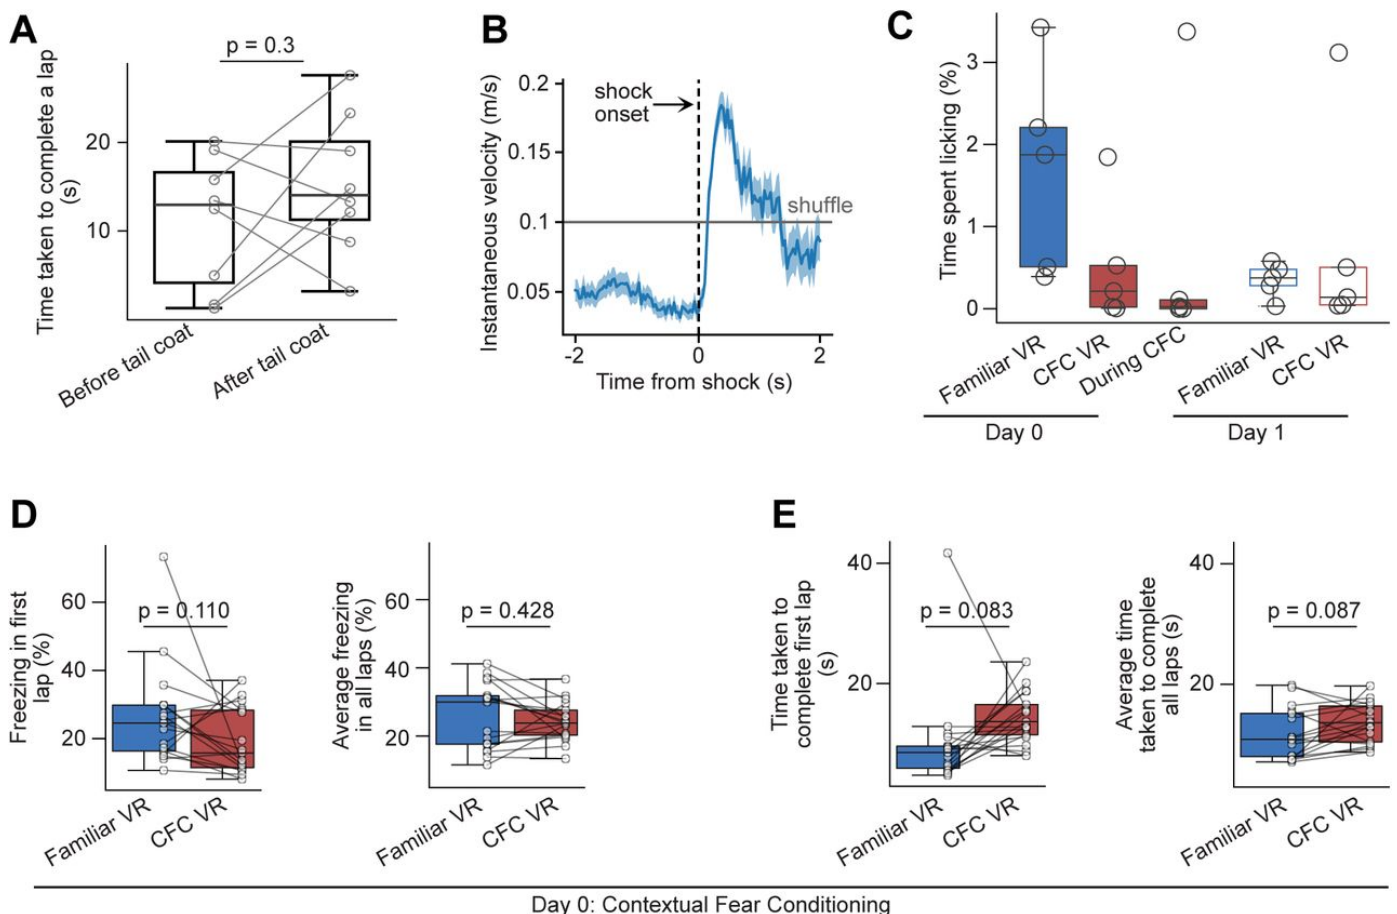 A
p = 0.3
Time taken to complete a lap
(s)
20
10
Before tail coat
After tail coat
B
Instantaneous velocity (m/s)
0.2
0.15
0.1
0.05
shock
onset
shuffle
-2
0
2
Time from shock (s)
C
Time spent licking (%)
3
2
1
0
Familiar VR
CFC VR
During CFC
Familiar VR
CFC VR
Day 0
Day 1
D
Freezing in first
lap (%)
60
40
20
p = 0.110
Familiar VR
CFC VR
Average freezing
in all laps (%)
60
40
20
p = 0.428
Familiar VR
CFC VR
E
Time taken to
complete first lap
(s)
40
20
p = 0.083
Familiar VR
CFC VR
Average time
taken to complete
all laps (s)
40
20
p = 0.087
Familiar VR
CFC VR
Day 0: Contextual Fear Conditioning